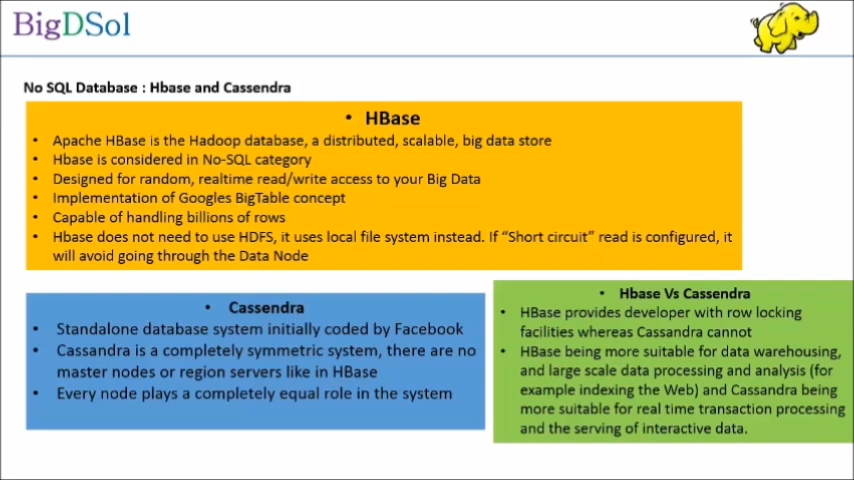 BigDSol
No SQL Database : Hbase and Cassendra
• HBase
• Apache HBase is the Hadoop database, a distributed, scalable, big data store
• Hbase is considered in No-SQL category
• Designed for random, realtime read/write access to your Big Data
• Implementation of Googles BigTable concept
• Capable of handling billions of rows
• Hbase does not need to use HDFS, it uses local file system instead. If “Short circuit” read is configured, it
will avoid going through the Data Node
• Cassendra
• Standalone database system initially coded by Facebook
• Cassandra is a completely symmetric system, there are no
master nodes or region servers like in HBase
• Every node plays a completely equal role in the system
• Hbase Vs Cassendra
• HBase provides developer with row locking
facilities whereas Cassandra cannot
• HBase being more suitable for data warehousing,
and large scale data processing and analysis (for
example indexing the Web) and Cassandra being
more suitable for real time transaction processing
and the serving of interactive data.